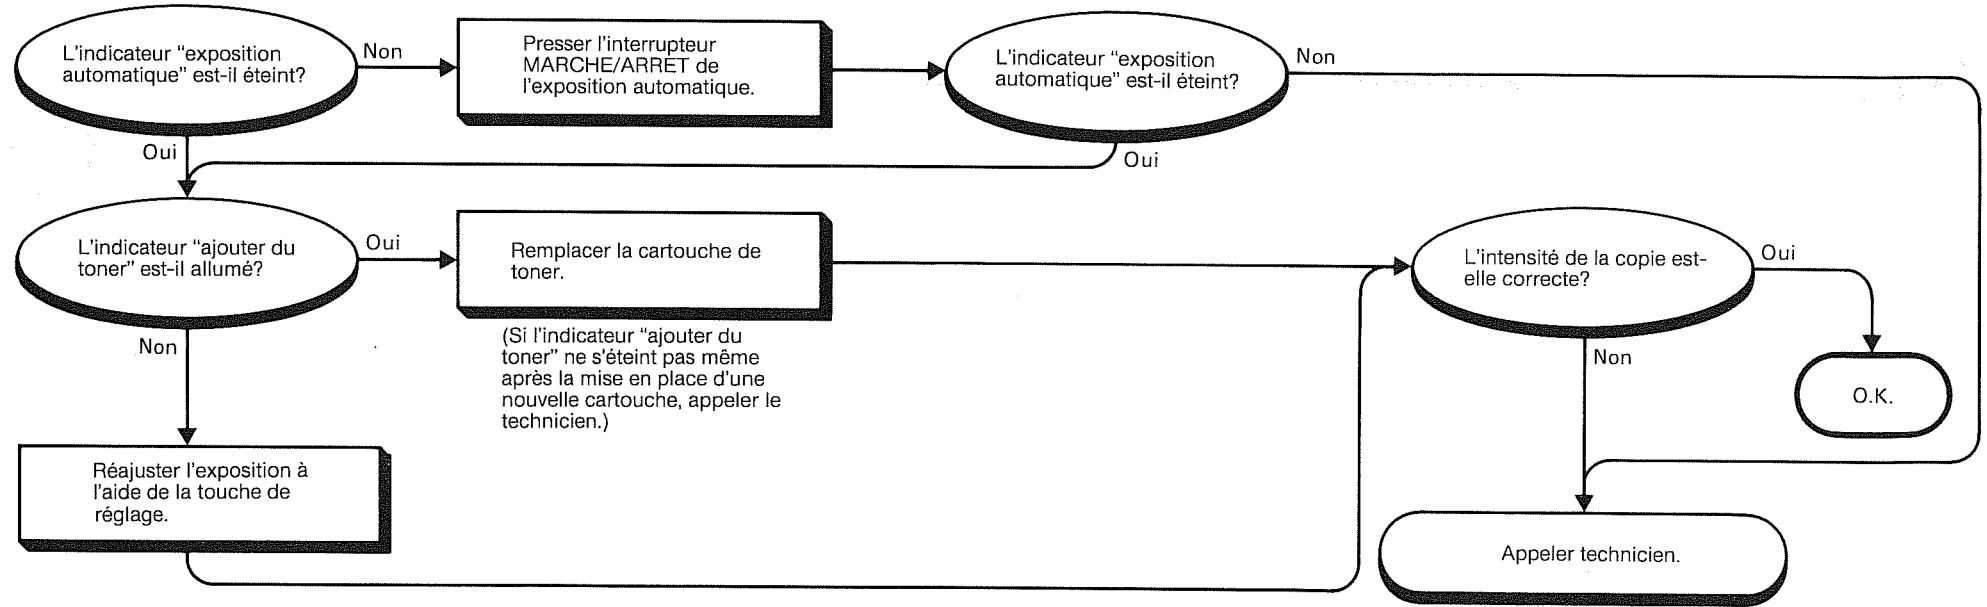 L'indicateur "exposition
automatique" est-il éteint?
Non
Presser l'interrupteur
MARCHE/ARRET de
l'exposition automatique.
L'indicateur "exposition
automatique" est-il éteint?
Non
Oui
Oui
L'indicateur "ajouter du
toner" est-il allumé?
Oui
Remplacer la cartouche de
toner.
(Si l'indicateur "ajouter du
toner" ne s'éteint pas même
après la mise en place d'une
nouvelle cartouche, appeler le
technicien.)
L'intensité de la copie est-
elle correcte?
Oui
Non
O.K.
Non
Réajuster l'exposition à
l'aide de la touche de
réglage.
Appeler technicien.